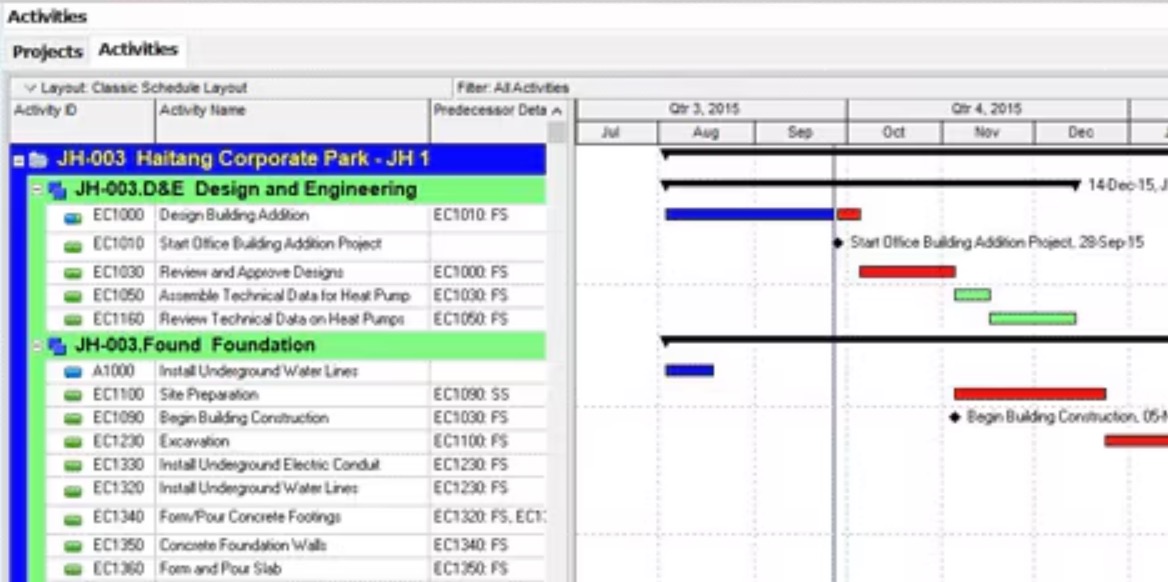 Activities
Projects Activities
Layout: Classic Schedule Layout Filter: All Activities
Activity ID Activity Name Predecessor Deta Qtr 3, 2015 Qtr 4, 2015
Jul Aug Sep Oct Nov Dec J
JH-003 Haitang Corporate Park - JH 1
JH-003.D&E Design and Engineering 14-Dec-15, J
EC1000 Design Building Addition EC1010: FS
EC1010 Start Office Building Addition Project Start Office Building Addition Project, 28-Sep-15
EC1030 Review and Approve Designs EC1000: FS
EC1050 Assemble Technical Data for Heat Pump EC1030: FS
EC1160 Review Technical Data on Heat Pumps EC1050: FS
JH-003.Found Foundation
A1000 Install Underground Water Lines
EC1100 Site Preparation EC1090: SS
EC1090 Begin Building Construction EC1030: FS Begin Building Construction, 05-N
EC1230 Excavation EC1100: FS
EC1330 Install Underground Electric Conduit EC1230: FS
EC1320 Install Underground Water Lines EC1230: FS
EC1340 Form/Pour Concrete Footings EC1320: FS, EC1
EC1350 Concrete Foundation Walls EC1340: FS
EC1360 Form and Pour Slab EC1350: FS